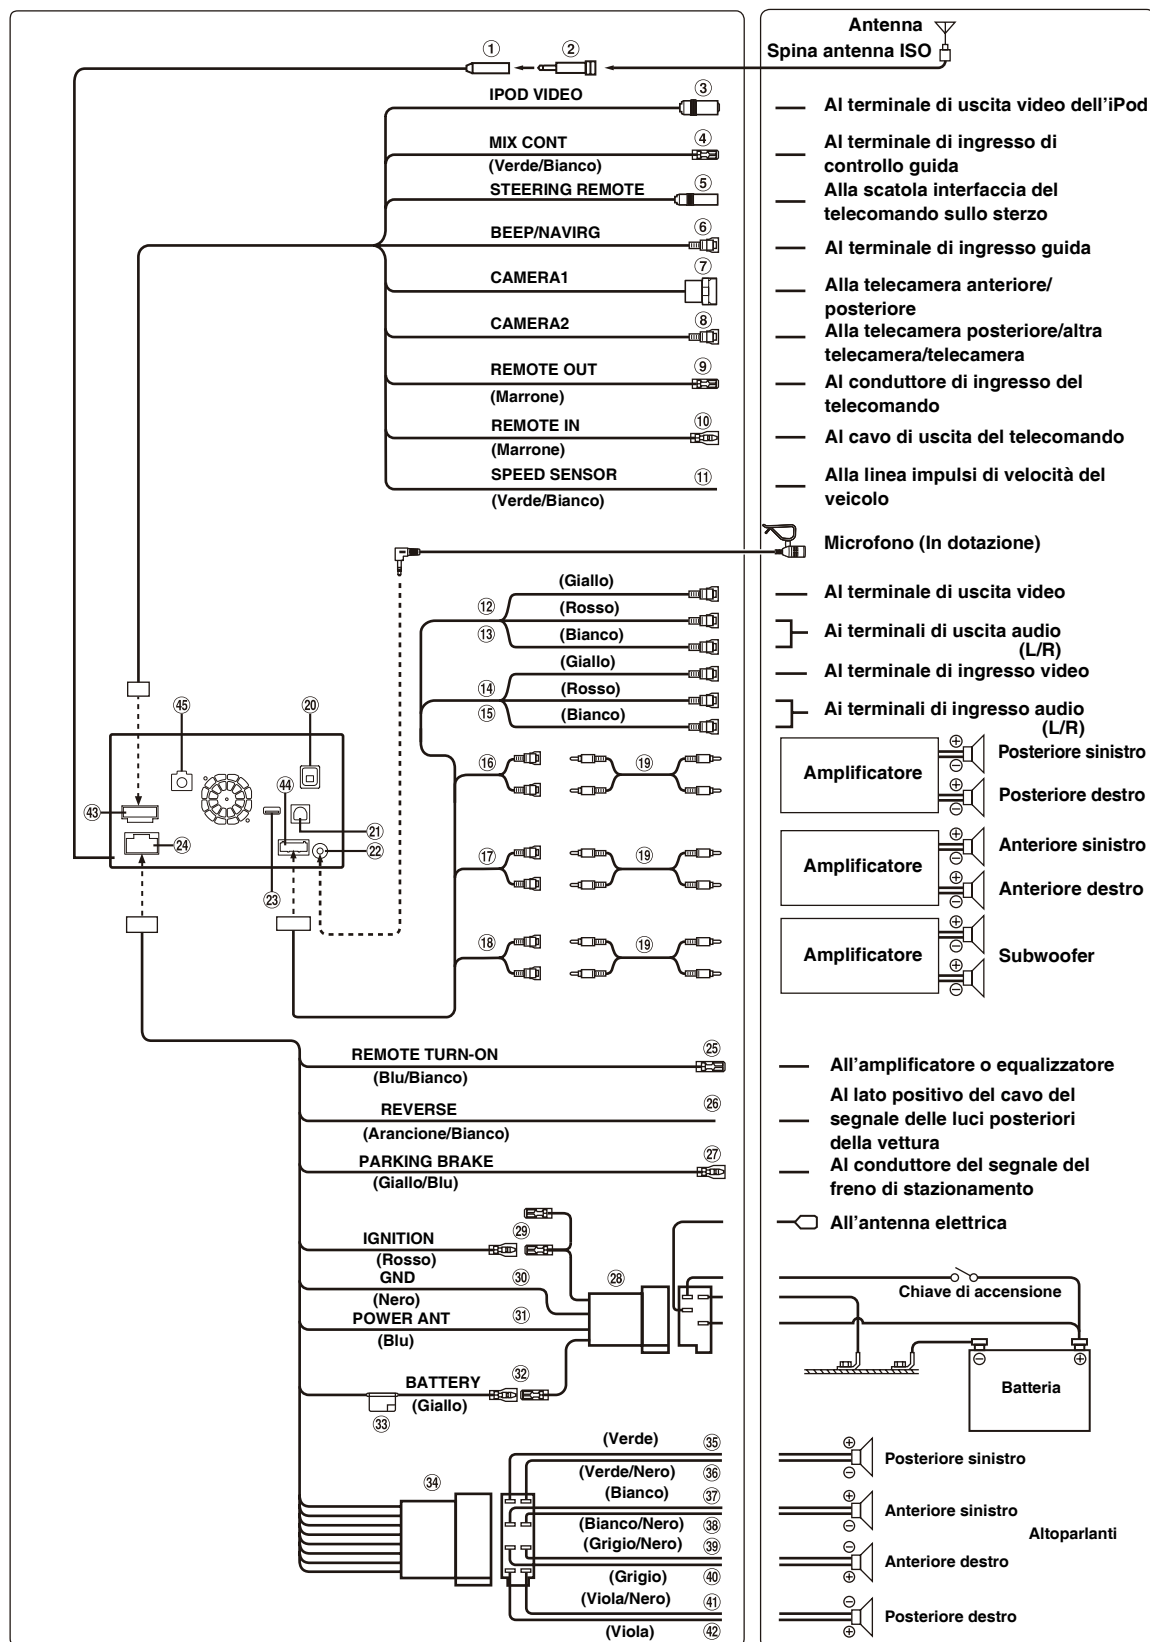 Antenna
Spina antenna ISO
① ②
IPOD VIDEO ③ Al terminale di uscita video dell'iPod
MIX CONT ④ Al terminale di ingresso di
(Verde/Bianco) controllo guida
STEERING REMOTE ⑤ Alla scatola interfaccia del
telecomando sullo sterzo
BEEP/NAVIRG ⑥ Al terminale di ingresso guida
CAMERA1 ⑦ Alla telecamera anteriore/
posteriore
CAMERA2 ⑧ Alla telecamera posteriore/altra
telecamera/telecamera
REMOTE OUT ⑨ Al conduttore di ingresso del
(Marrone) telecomando
REMOTE IN ⑩ Al cavo di uscita del telecomando
(Marrone)
SPEED SENSOR ⑪ Alla linea impulsi di velocità del
(Verde/Bianco) veicolo
Microfono (In dotazione)
(Giallo) Al terminale di uscita video
⑫ (Rosso) Ai terminali di uscita audio
⑬ (Bianco) (L/R)
(Giallo) Al terminale di ingresso video
⑭ (Rosso) Ai terminali di ingresso audio
⑮ (Bianco) (L/R)
㊺ ⑳
⑯ ⑲ Amplificatore ⊕ ⊖ Posteriore sinistro
⊕ ⊖ Posteriore destro
㊹
㊸ ㉔ ㉑ ㉒ ㉓
⑰ ⑲ Amplificatore ⊕ ⊖ Anteriore sinistro
⊕ ⊖ Anteriore destro
⑱ ⑲ Amplificatore ⊕ ⊖ Subwoofer
⊕ ⊖
REMOTE TURN-ON ㉕ All'amplificatore o equalizzatore
(Blu/Bianco)
REVERSE ㉖ Al lato positivo del cavo del
(Arancione/Bianco) segnale delle luci posteriori
della vettura
PARKING BRAKE ㉗ Al conduttore del segnale del
(Giallo/Blu) freno di stazionamento
All'antenna elettrica
IGNITION ㉙
(Rosso)
GND ㉚ ㉘ Chiave di accensione
(Nero)
POWER ANT ㉛
(Blu)
⊖ ⊕
BATTERY ㉜ Batteria
(Giallo)
㉝
(Verde) ㉟ ⊕
(Verde/Nero) ㊱ ⊖ Posteriore sinistro
㉞
(Bianco) ㊲ ⊕
(Bianco/Nero) ㊳ ⊖ Anteriore sinistro
Altoparlanti
(Grigio/Nero) ㊴ ⊖
(Grigio) ㊵ ⊕ Anteriore destro
(Viola/Nero) ㊶ ⊖
(Viola) ㊷ ⊕ Posteriore destro